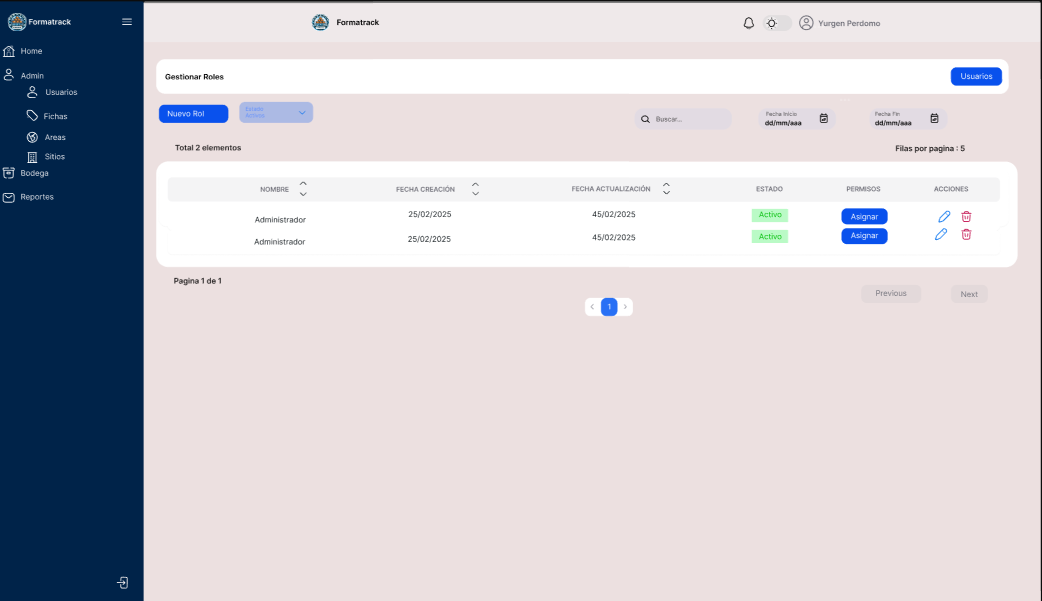 Formatrack
Home
Admin
Usuarios
Fichas
Areas
Sitios
Bodega
Reportes
Formatrack
Yurgen Perdomo
Gestionar Roles
Usuarios
Nuevo Rol
Estado
Activos
Buscar...
Fecha Inicio
dd/mm/aaa
Fecha Fin
dd/mm/aaa
Total 2 elementos
Filas por pagina : 5
NOMBRE FECHA CREACIÓN FECHA ACTUALIZACIÓN ESTADO PERMISOS ACCIONES
Administrador 25/02/2025 45/02/2025 Activo Asignar
Administrador 25/02/2025 45/02/2025 Activo Asignar
Pagina 1 de 1
Previous
Next
1